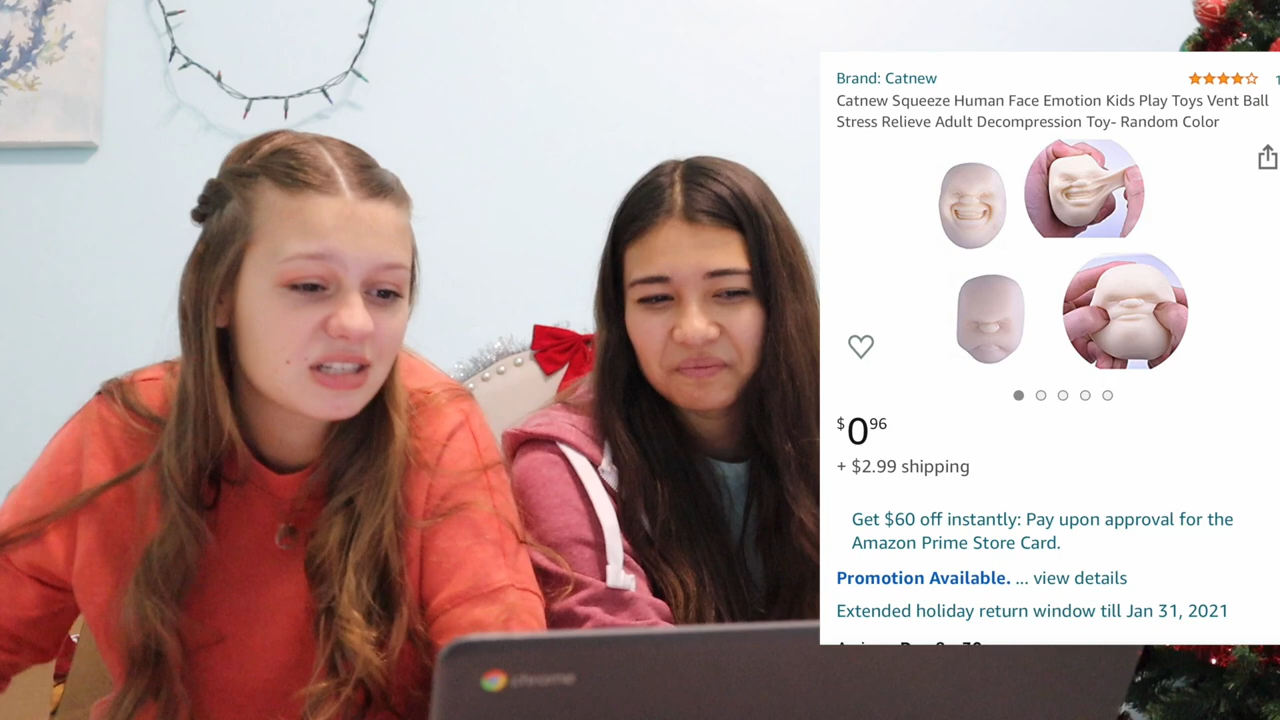 Brand: Catnew
Catnew Squeeze Human Face Emotion Kids Play Toys Vent Ball
Stress Relieve Adult Decompression Toy- Random Color
$0 96
+ $2.99 shipping
Get $60 off instantly: Pay upon approval for the
Amazon Prime Store Card.
Promotion Available. ... view details
Extended holiday return window till Jan 31, 2021
chrome